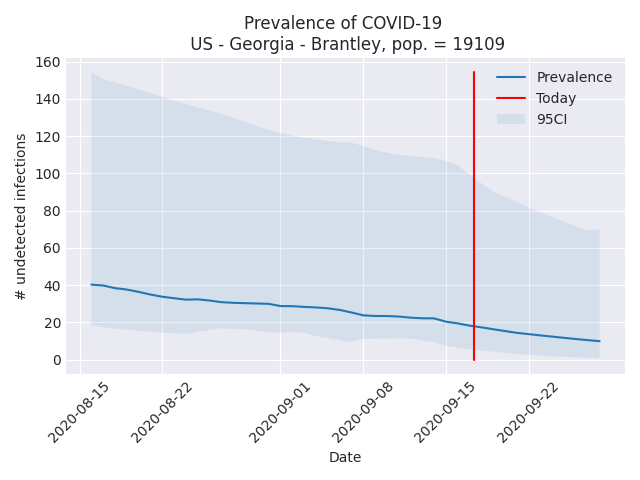 Prevalence of COVID-19
US - Georgia - Brantley, pop. = 19109
160
140
120
100
80
60
40
20
0
# undetected infections
Prevalence
Today
95CI
2020-08-15
2020-08-22
2020-09-01
2020-09-08
2020-09-15
2020-09-22
Date